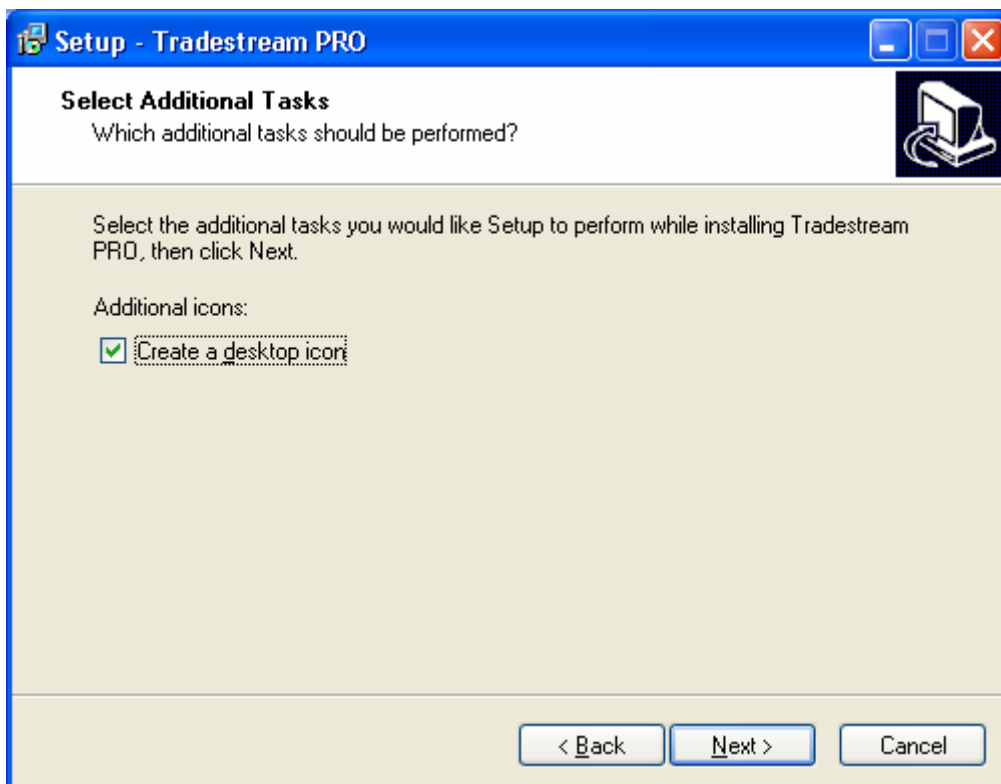 Setup - Tradestream PRO
Select Additional Tasks
Which additional tasks should be performed?
Select the additional tasks you would like Setup to perform while installing Tradestream
PRO, then click Next.
Additional icons:
Create a desktop icon
< Back Next > Cancel